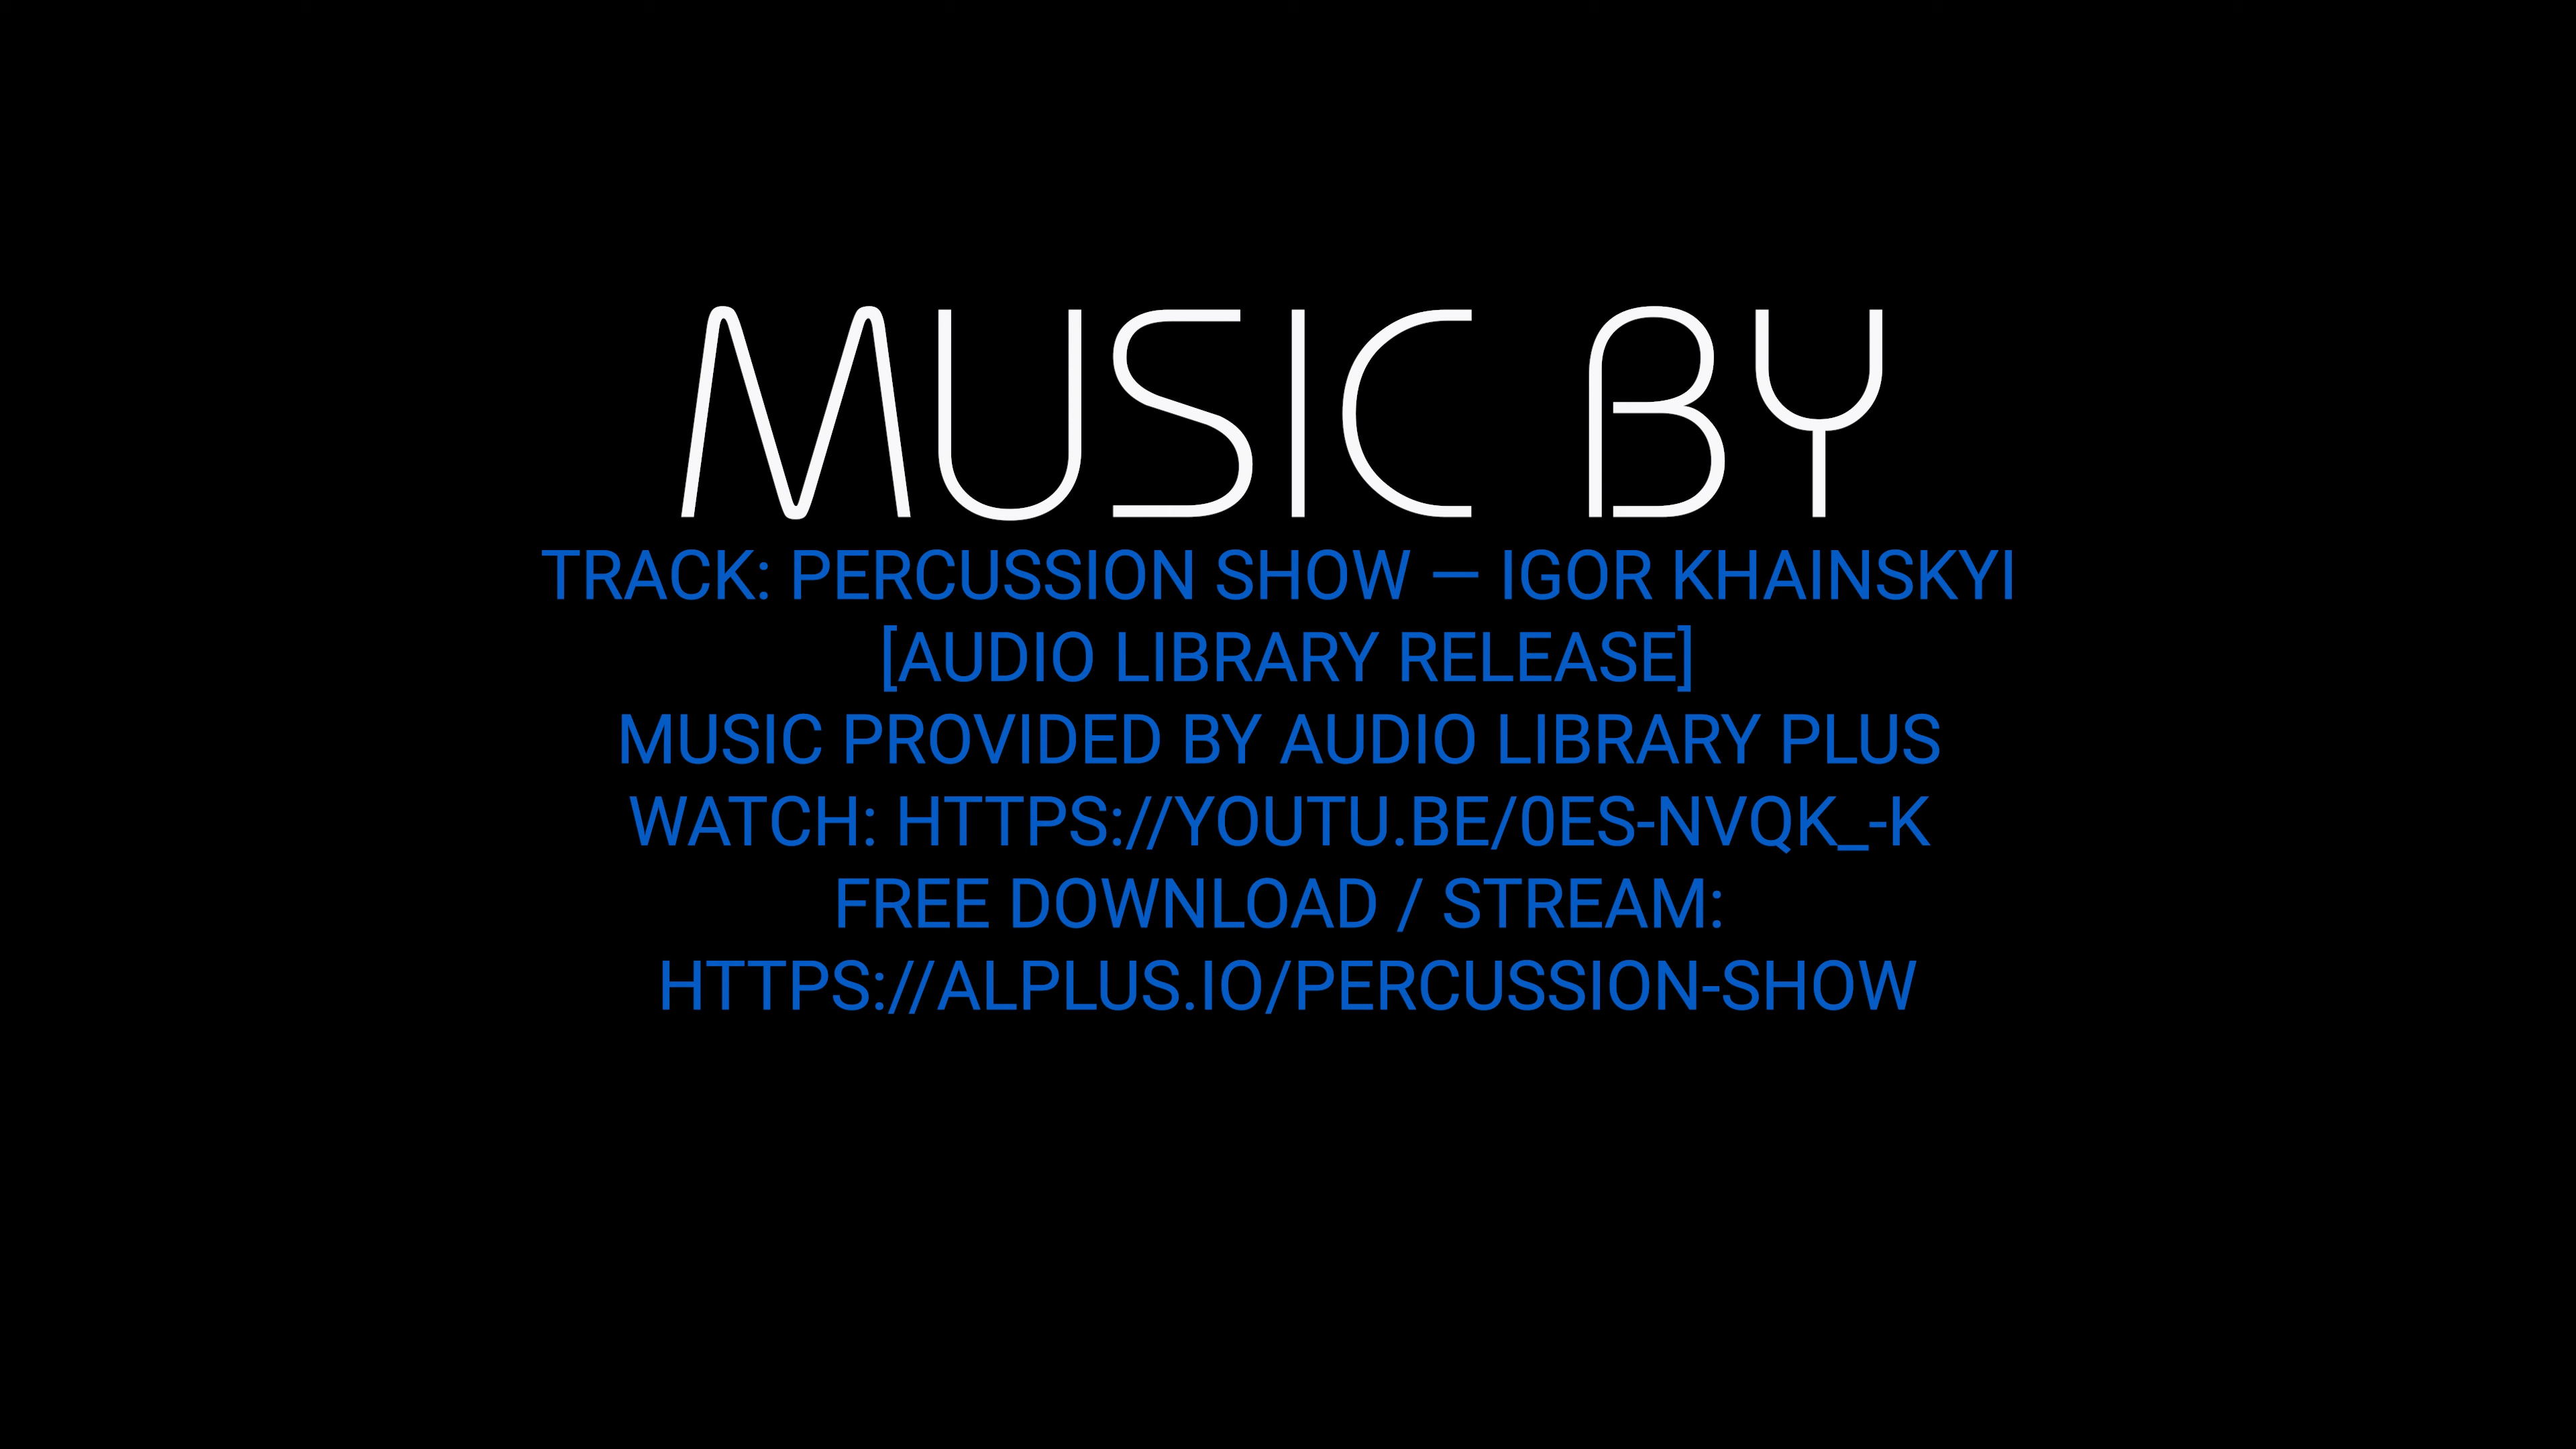 MUSIC BY
TRACK: PERCUSSION SHOW — IGOR KHAINSKYI
[AUDIO LIBRARY RELEASE]
MUSIC PROVIDED BY AUDIO LIBRARY PLUS
WATCH: HTTPS://YOUTU.BE/0ES-NVQK_-K
FREE DOWNLOAD / STREAM:
HTTPS://ALPLUS.IO/PERCUSSION-SHOW